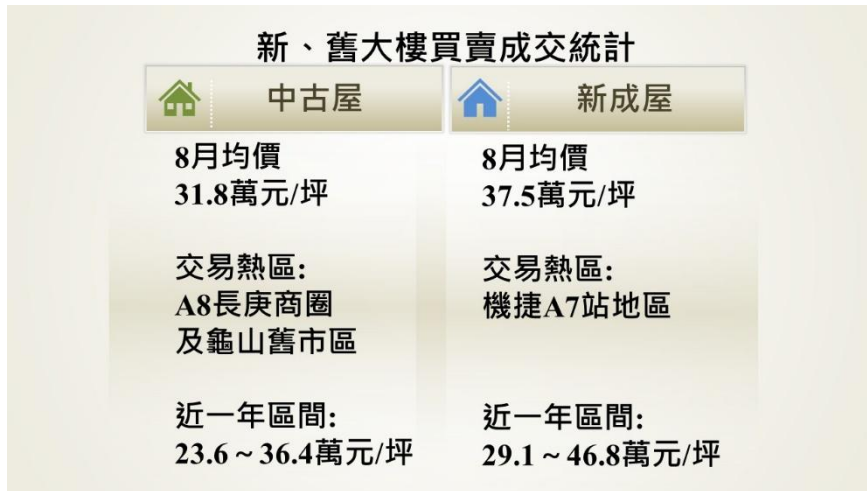 新、舊大樓買賣成交統計
中古屋
8月均價
31.8萬元/坪
交易熱區:
A8長庚商圈
及龜山舊市區
近一年區間:
23.6～36.4萬元/坪
新成屋
8月均價
37.5萬元/坪
交易熱區:
機捷A7站地區
近一年區間:
29.1～46.8萬元/坪